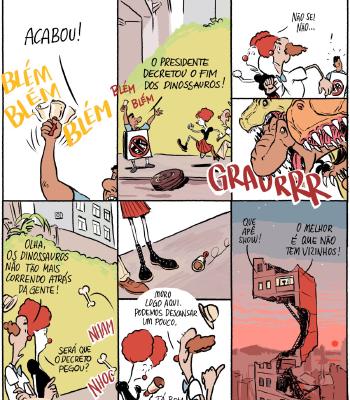 ACABOU!
BLÉM
BLÉM
BLÉM
O PRESIDENTE
DECRETOU O FIM
DOS DINOSSAUROS!
BLÉM
BLÉM
NÃO SEI
NÃO...
GRAURRR
OLHA,
OS DINOSSAUROS
NÃO TÃO MAIS
CORRENDO ATRÁS
DA GENTE!
NHAM
SERÁ QUE
O DECRETO
PEGOU?
NHOC
MORO
LOGO AQUI.
PODEMOS DESCANSAR
UM POUCO.
TÁ BOM
QUE
APÊ
SHOW!
O MELHOR
É QUE NÃO
TEM VIZINHOS!